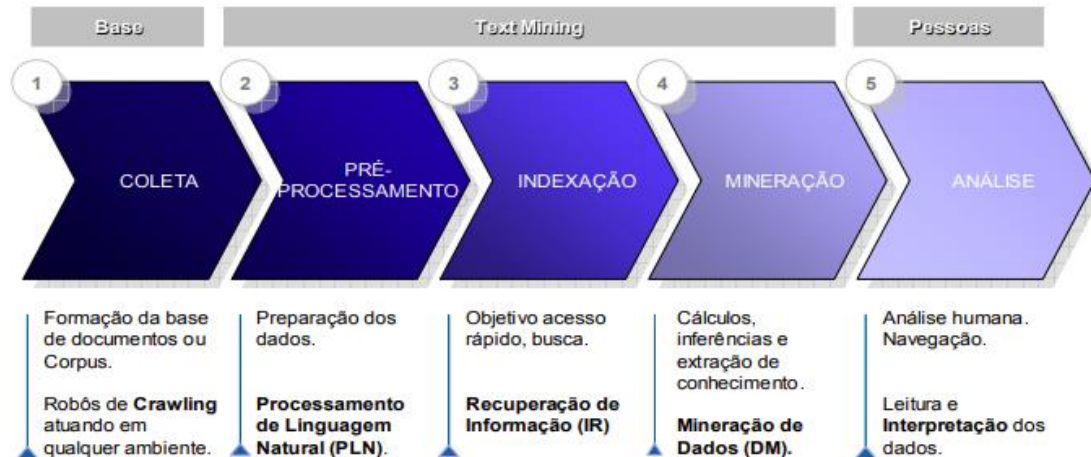 Base
Text Mining
Pessoas
1
2
3
4
5
COLETA
PRÉ-
PROCESSAMENTO
INDEXAÇÃO
MINERAÇÃO
ANÁLISE
Formação da base
de documentos ou
Corpus.
Robôs de Crawling
atuando em
qualquer ambiente.
Preparação dos
dados.
Processamento
de Linguagem
Natural (PLN).
Objetivo acesso
rápido, busca.
Recuperação de
Informação (IR)
Cálculos,
inferências e
extração de
conhecimento.
Mineração de
Dados (DM).
Análise humana.
Navegação.
Leitura e
Interpretação dos
dados.